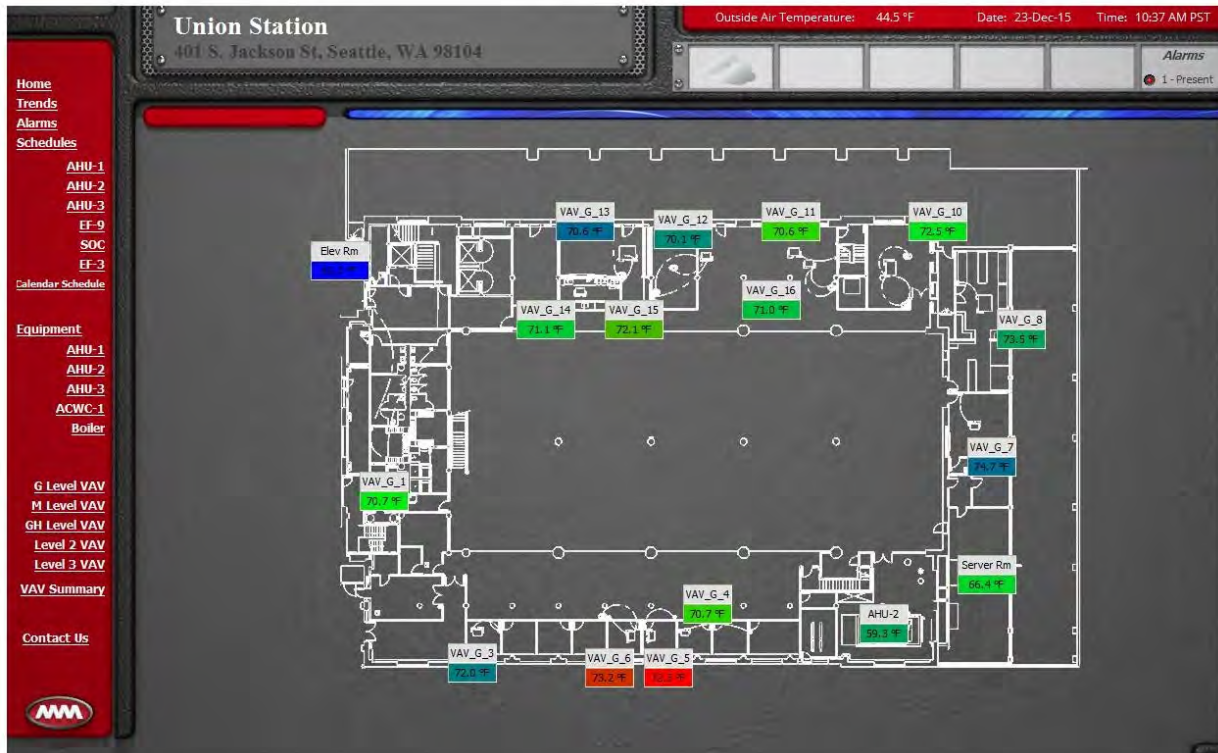 Union Station
401 S. Jackson St, Seattle, WA 98104
Outside Air Temperature: 44.5 °F Date: 23-Dec-15 Time: 10:37 AM PST
Alarms
1 - Present
Home
Trends
Alarms
Schedules
AHU-1
AHU-2
AHU-3
EF-9
SOC
EF-3
Calendar Schedule
Equipment
AHU-1
AHU-2
AHU-3
ACWC-1
Boiler
G Level VAV
M Level VAV
GH Level VAV
Level 2 VAV
Level 3 VAV
VAV Summary
Contact Us
VAV_G_13
70.6 °F
VAV_G_12
70.1 °F
VAV_G_11
70.6 °F
VAV_G_10
72.5 °F
Elev Rm
VAV_G_14
71.1 °F
VAV_G_15
72.1 °F
VAV_G_16
71.0 °F
VAV_G_8
73.5 °F
VAV_G_7
74.7 °F
VAV_G_1
70.7 °F
Server Rm
66.4 °F
VAV_G_4
70.7 °F
AHU-2
59.3 °F
VAV_G_3
72.0 °F
VAV_G_6
73.2 °F
VAV_G_5